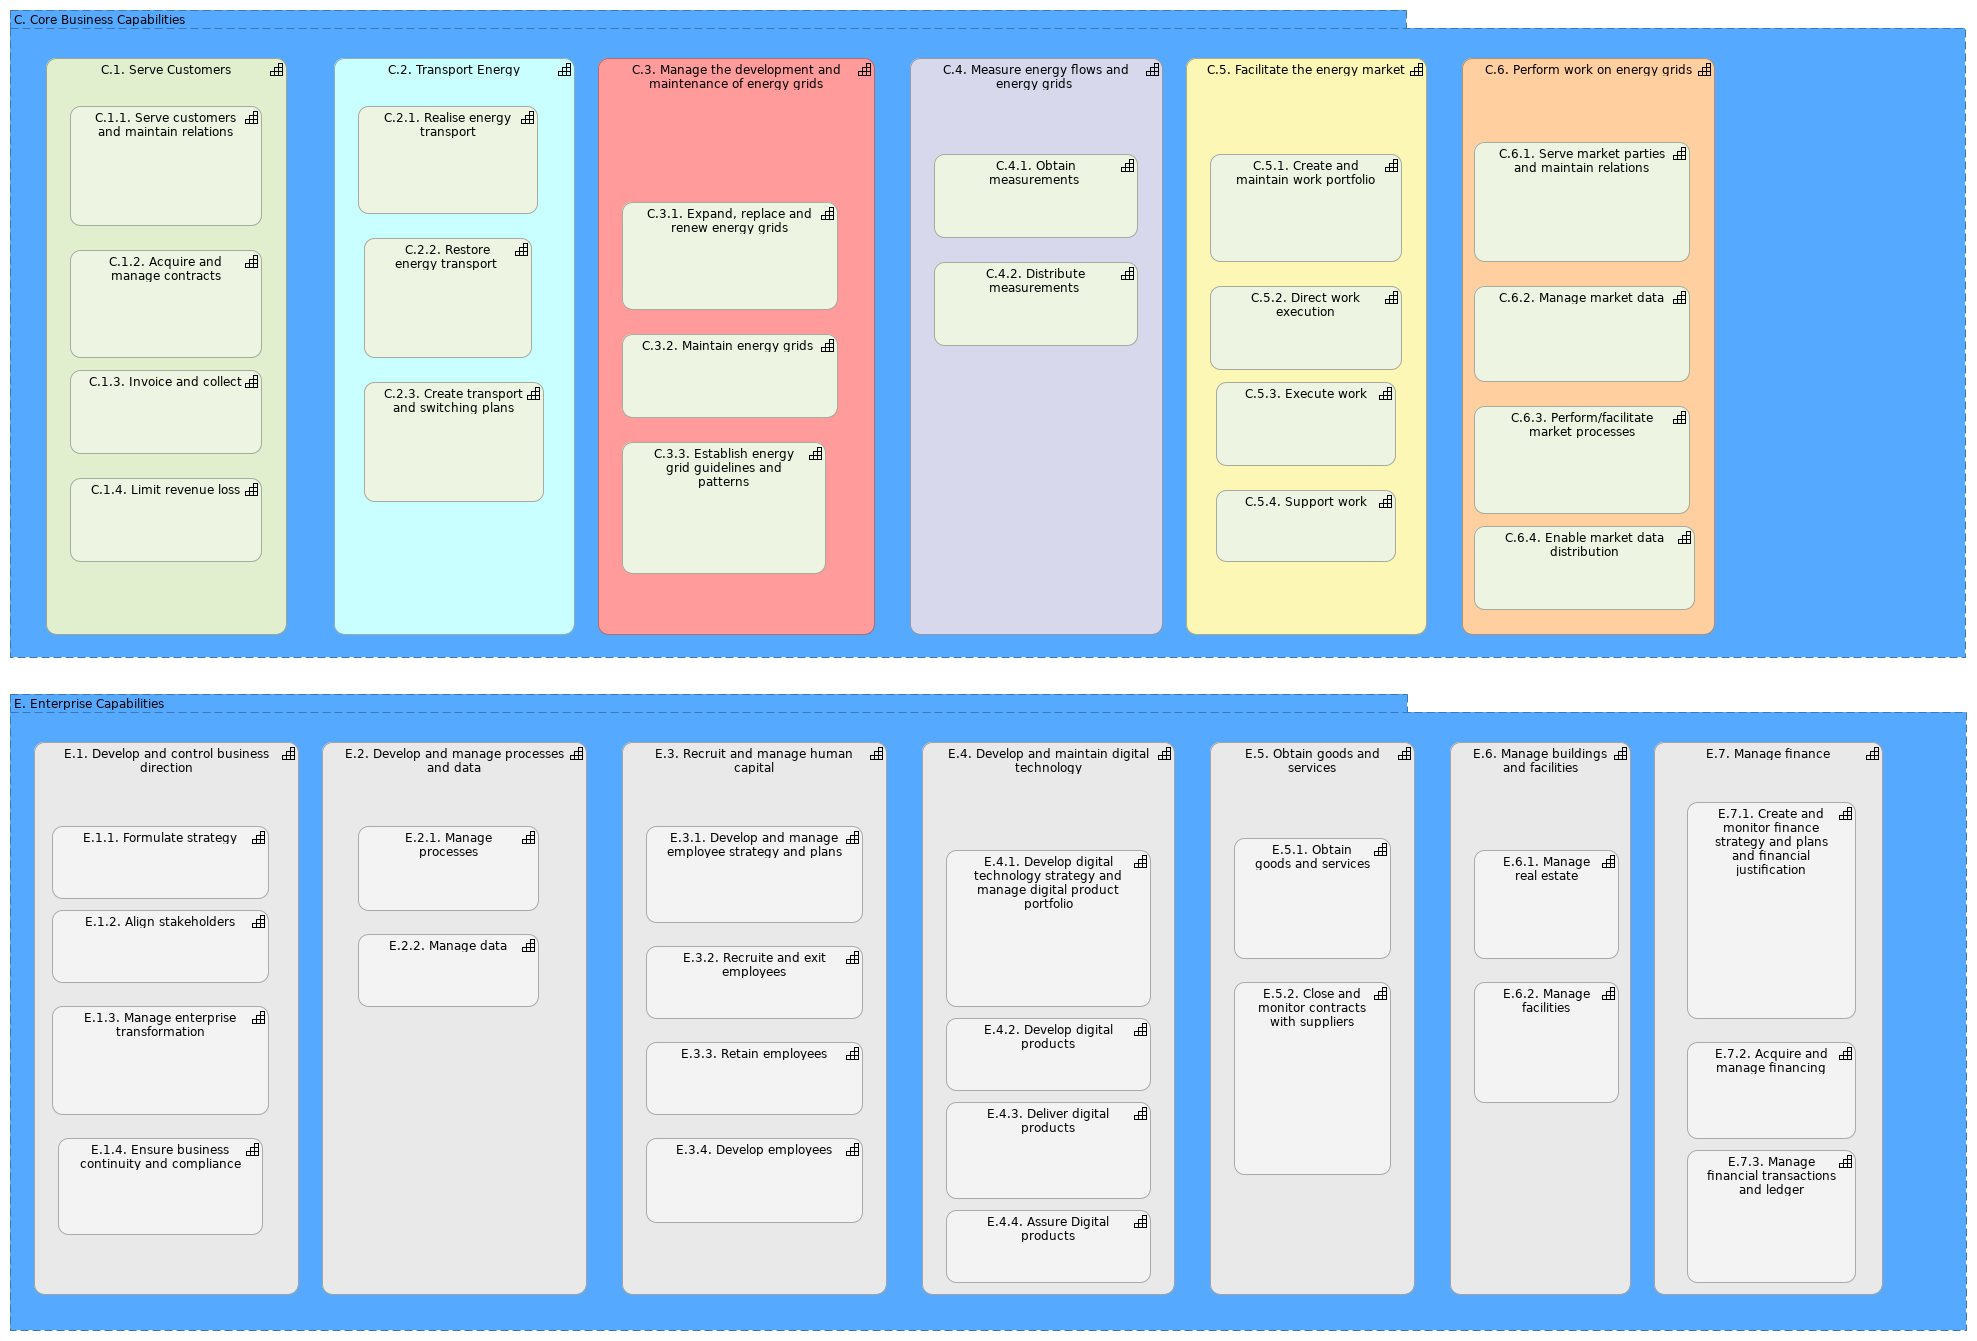 C. Core Business Capabilities
C.1. Serve Customers
C.1.1. Serve customers
and maintain relations
C.1.2. Acquire and
manage contracts
C.1.3. Invoice and collect
C.1.4. Limit revenue loss
C.2. Transport Energy
C.2.1. Realise energy
transport
C.2.2. Restore
energy transport
C.2.3. Create transport
and switching plans
C.3. Manage the development and
maintenance of energy grids
C.3.1. Expand, replace and
renew energy grids
C.3.2. Maintain energy grids
C.3.3. Establish energy
grid guidelines and
patterns
C.4. Measure energy flows and
energy grids
C.4.1. Obtain
measurements
C.4.2. Distribute
measurements
C.5. Facilitate the energy market
C.5.1. Create and
maintain work portfolio
C.5.2. Direct work
execution
C.5.3. Execute work
C.5.4. Support work
C.6. Perform work on energy grids
C.6.1. Serve market parties
and maintain relations
C.6.2. Manage market data
C.6.3. Perform/facilitate
market processes
C.6.4. Enable market data
distribution
E. Enterprise Capabilities
E.1. Develop and control business
direction
E.1.1. Formulate strategy
E.1.2. Align stakeholders
E.1.3. Manage enterprise
transformation
E.1.4. Ensure business
continuity and compliance
E.2. Develop and manage processes
and data
E.2.1. Manage
processes
E.2.2. Manage data
E.3. Recruit and manage human
capital
E.3.1. Develop and manage
employee strategy and plans
E.3.2. Recruite and exit
employees
E.3.3. Retain employees
E.3.4. Develop employees
E.4. Develop and maintain digital
technology
E.4.1. Develop digital
technology strategy and
manage digital product
portfolio
E.4.2. Develop digital
products
E.4.3. Deliver digital
products
E.4.4. Assure Digital
products
E.5. Obtain goods and
services
E.5.1. Obtain
goods and services
E.5.2. Close and
monitor contracts
with suppliers
E.6. Manage buildings
and facilities
E.6.1. Manage
real estate
E.6.2. Manage
facilities
E.7. Manage finance
E.7.1. Create and
monitor finance
strategy and plans
and financial
justification
E.7.2. Acquire and
manage financing
E.7.3. Manage
financial transactions
and ledger